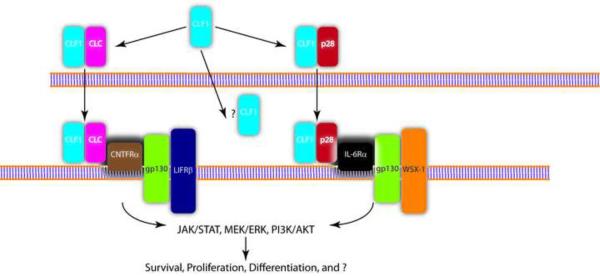 CLF1
CLF1 CLC
CLF1 p28
? CLF1
CLF1 CLC
CNTFRα
gp130
LIFRβ
CLF1 p28
IL-6Rα
gp130
WSX-1
JAK/STAT, MEK/ERK, PI3K/AKT
Survival, Proliferation, Differentiation, and ?